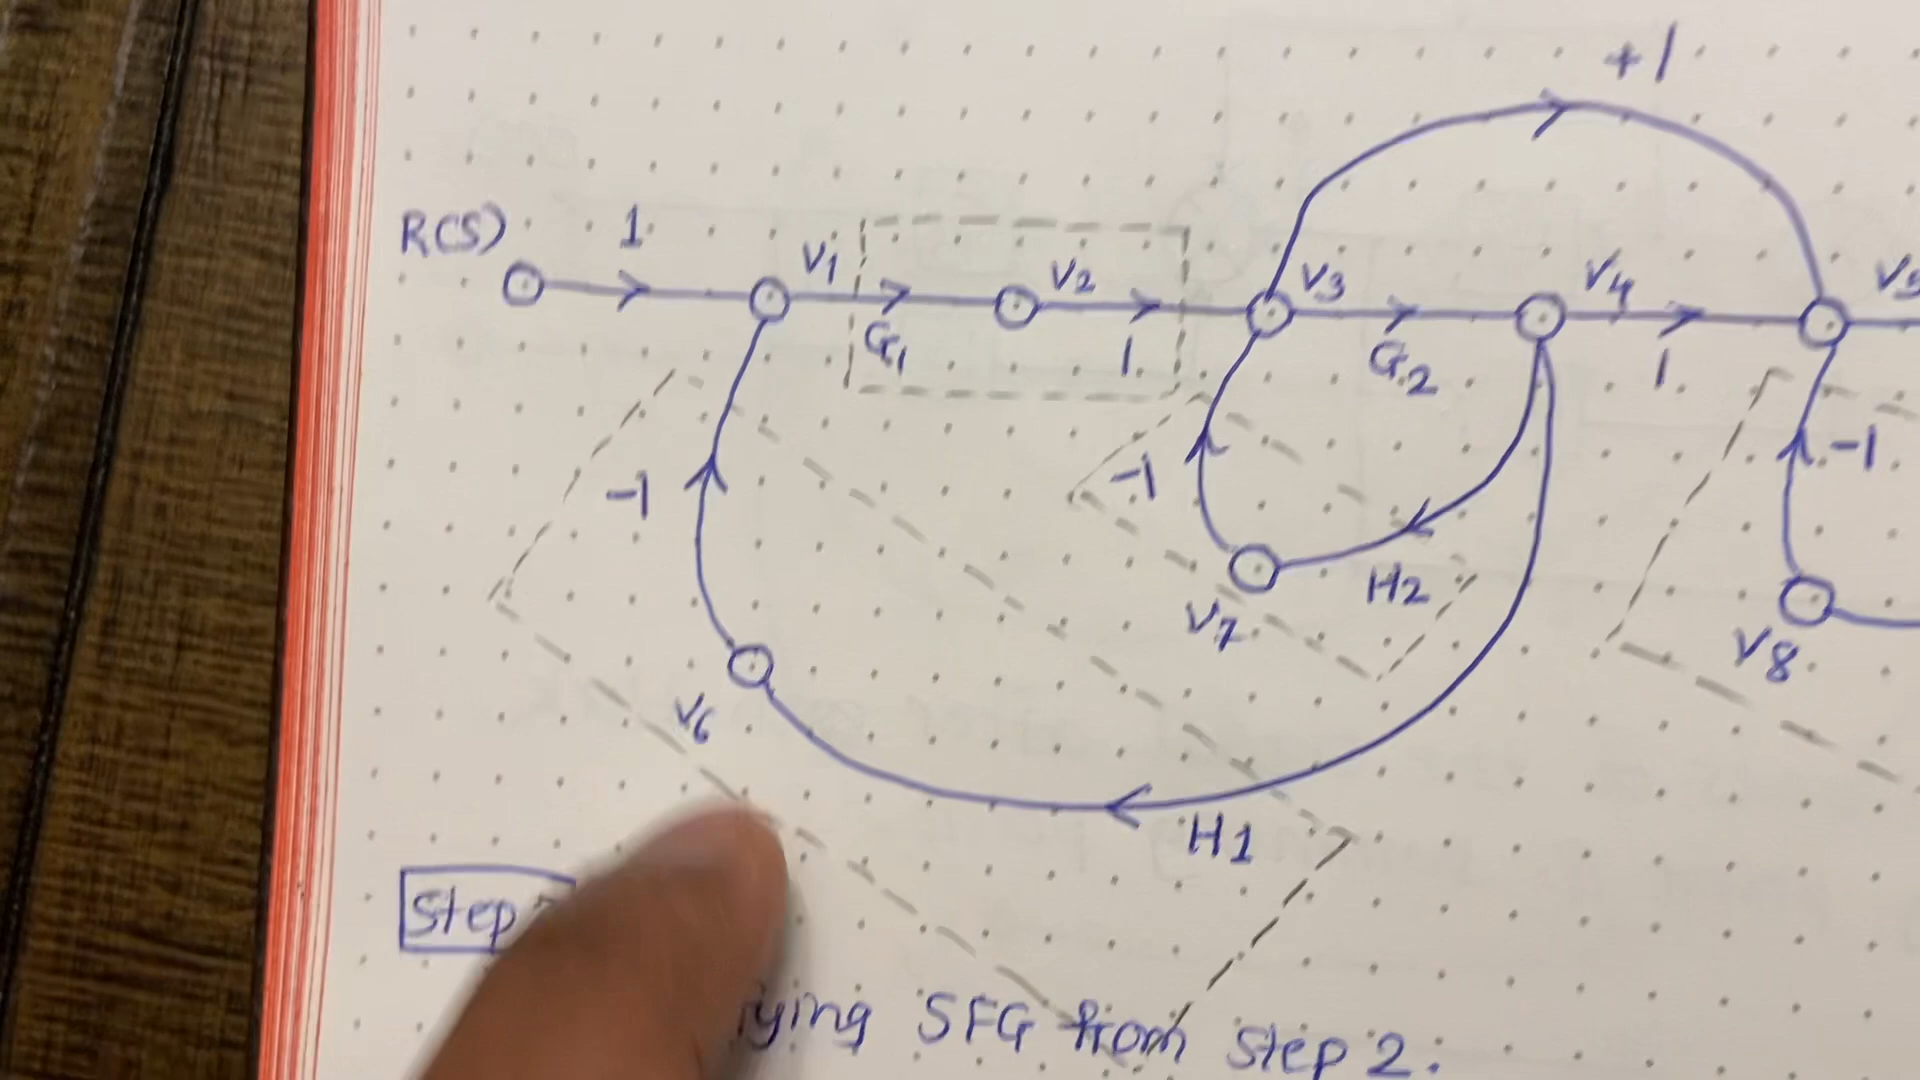 +1
R(S) 1 V1 V2 V3 V4 V5
G1 1 G2 1
-1 -1 -1
V7 H2 V8
V6
H1
Step
ying SFG from step 2.